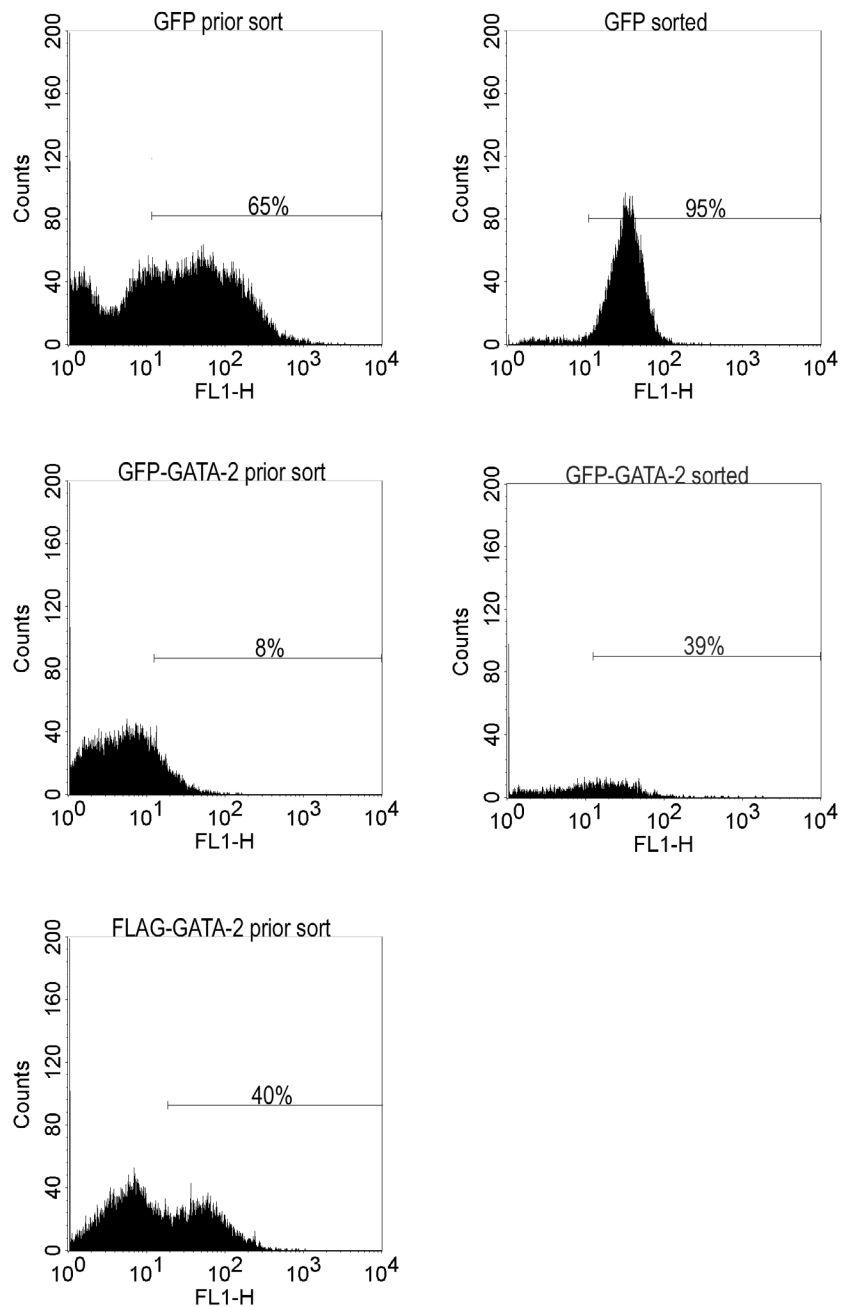 GFP prior sort
200
160
120
80
40
0
Counts
65%
10^0 10^1 10^2 10^3 10^4
FL1-H
GFP sorted
200
160
120
80
40
0
Counts
95%
10^0 10^1 10^2 10^3 10^4
FL1-H
GFP-GATA-2 prior sort
200
160
120
80
40
0
Counts
8%
10^0 10^1 10^2 10^3 10^4
FL1-H
GFP-GATA-2 sorted
200
160
120
80
40
0
Counts
39%
10^0 10^1 10^2 10^3 10^4
FL1-H
FLAG-GATA-2 prior sort
200
160
120
80
40
0
Counts
40%
10^0 10^1 10^2 10^3 10^4
FL1-H